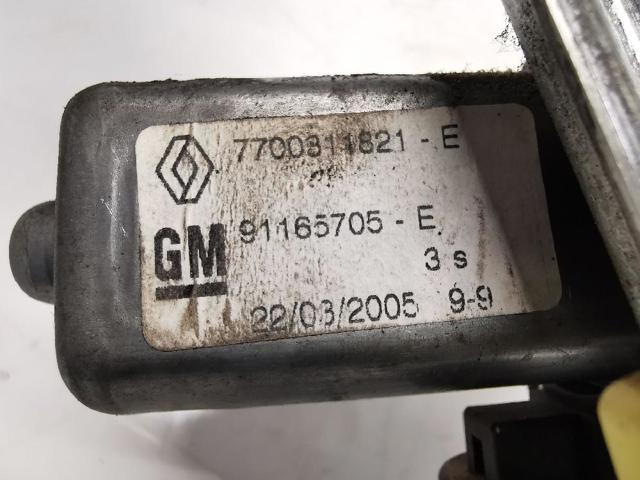 7700311821-E
GM 91165705-E
3 s
22/03/2005 9-9